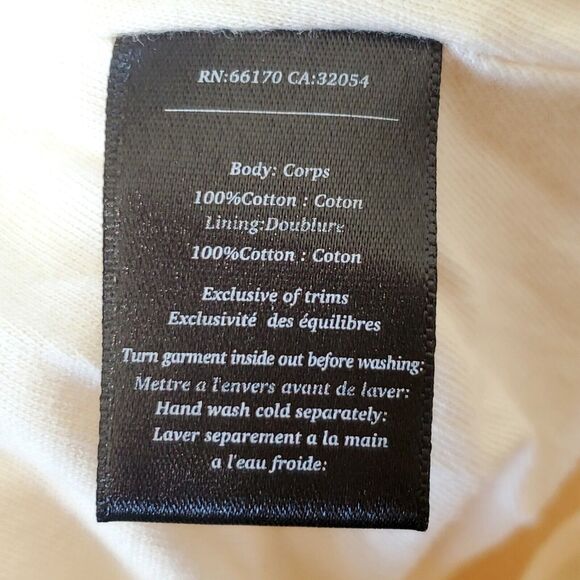 RN:66170 CA:32054
Body: Corps
100%Cotton : Coton
Lining:Doublure
100%Cotton : Coton
Exclusive of trims
Exclusivité des équilibres
Turn garment inside out before washing:
Mettre a l'envers avant de laver:
Hand wash cold separately:
Laver separement a la main
a l'eau froide: